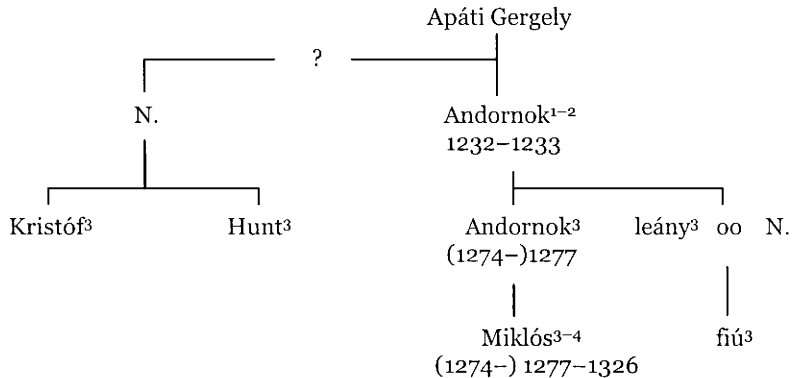 Apáti Gergely
?
N.
Andornok¹⁻²
1232–1233
Kristóf³ Hunt³ Andornok³ leány³ oo N.
(1274–)1277
Miklós³⁻⁴ fiú³
(1274–) 1277–1326